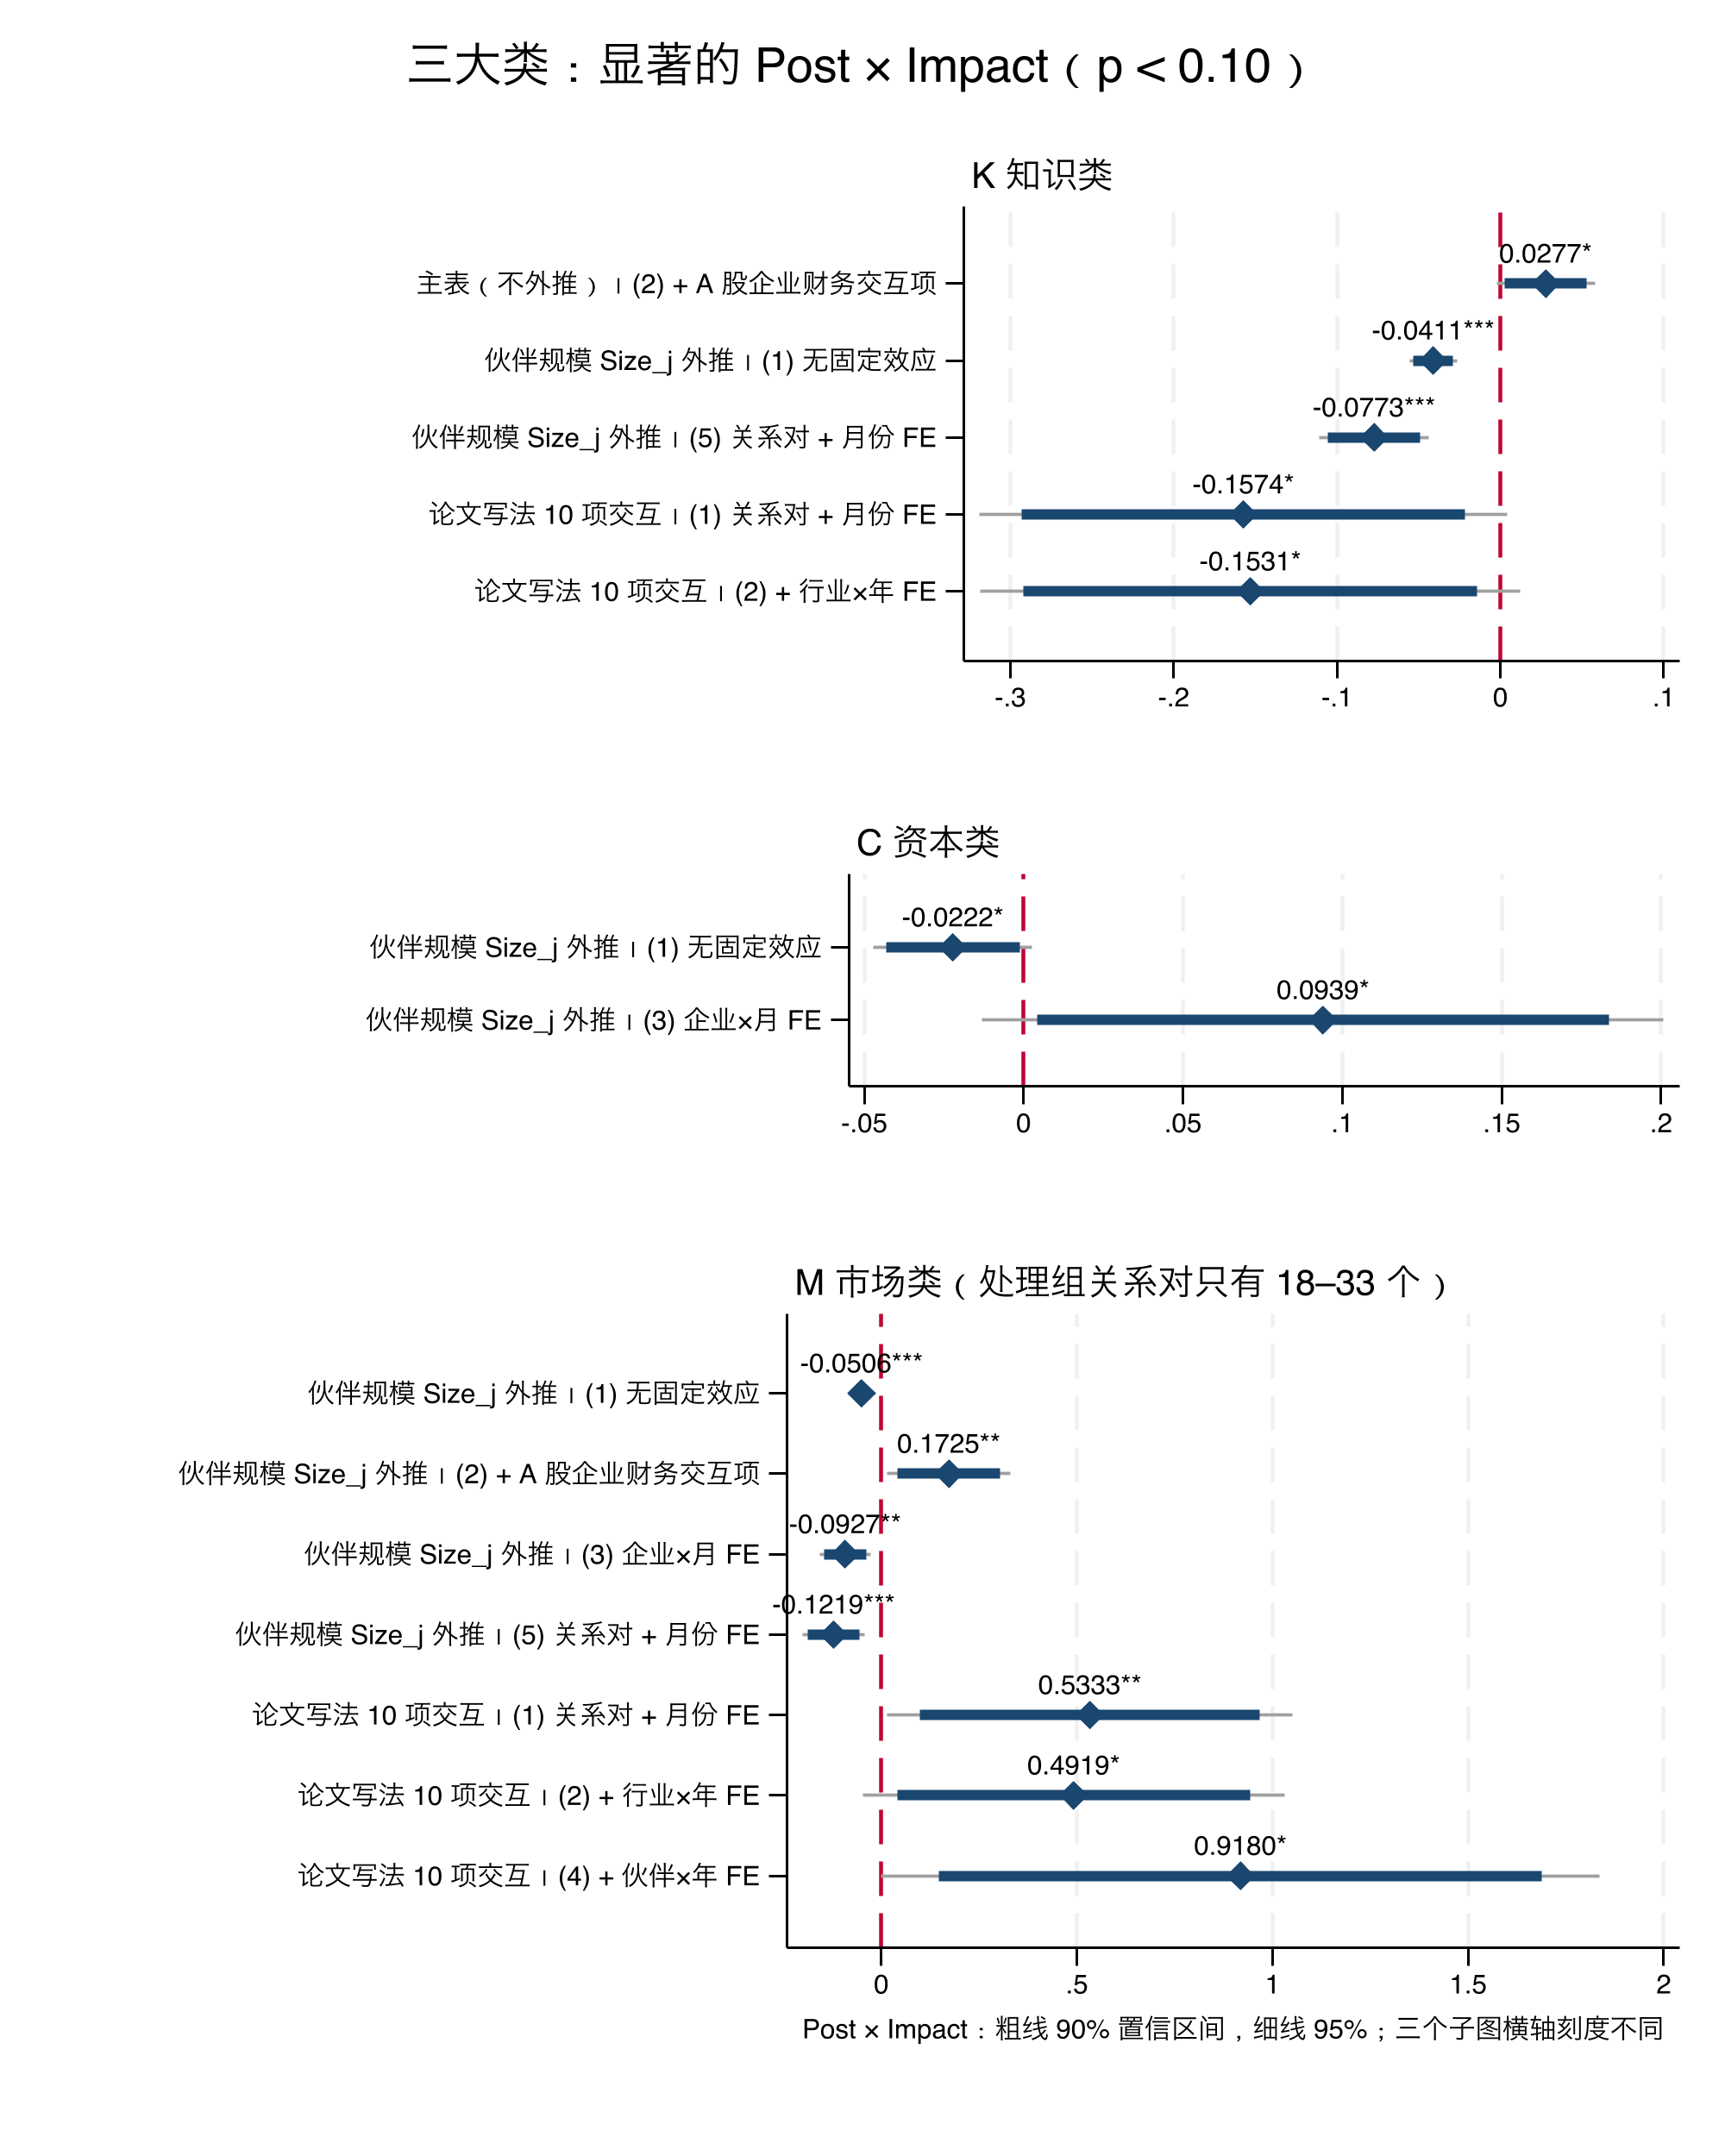 三大类：显著的 Post × Impact（p < 0.10）
K 知识类
主表（不外推） | (2) + A 股企业财务交互项
0.0277*
伙伴规模 Size_j 外推 | (1) 无固定效应
-0.0411***
伙伴规模 Size_j 外推 | (5) 关系对 + 月份 FE
-0.0773***
论文写法 10 项交互 | (1) 关系对 + 月份 FE
-0.1574*
论文写法 10 项交互 | (2) + 行业×年 FE
-0.1531*
-.3 -.2 -.1 0 .1
C 资本类
伙伴规模 Size_j 外推 | (1) 无固定效应
-0.0222*
伙伴规模 Size_j 外推 | (3) 企业×月 FE
0.0939*
-.05 0 .05 .1 .15 .2
M 市场类（处理组关系对只有 18–33 个）
伙伴规模 Size_j 外推 | (1) 无固定效应
-0.0506***
伙伴规模 Size_j 外推 | (2) + A 股企业财务交互项
0.1725**
伙伴规模 Size_j 外推 | (3) 企业×月 FE
-0.0927**
伙伴规模 Size_j 外推 | (5) 关系对 + 月份 FE
-0.1219***
论文写法 10 项交互 | (1) 关系对 + 月份 FE
0.5333**
论文写法 10 项交互 | (2) + 行业×年 FE
0.4919*
论文写法 10 项交互 | (4) + 伙伴×年 FE
0.9180*
0 .5 1 1.5 2
Post × Impact：粗线 90% 置信区间，细线 95%；三个子图横轴刻度不同